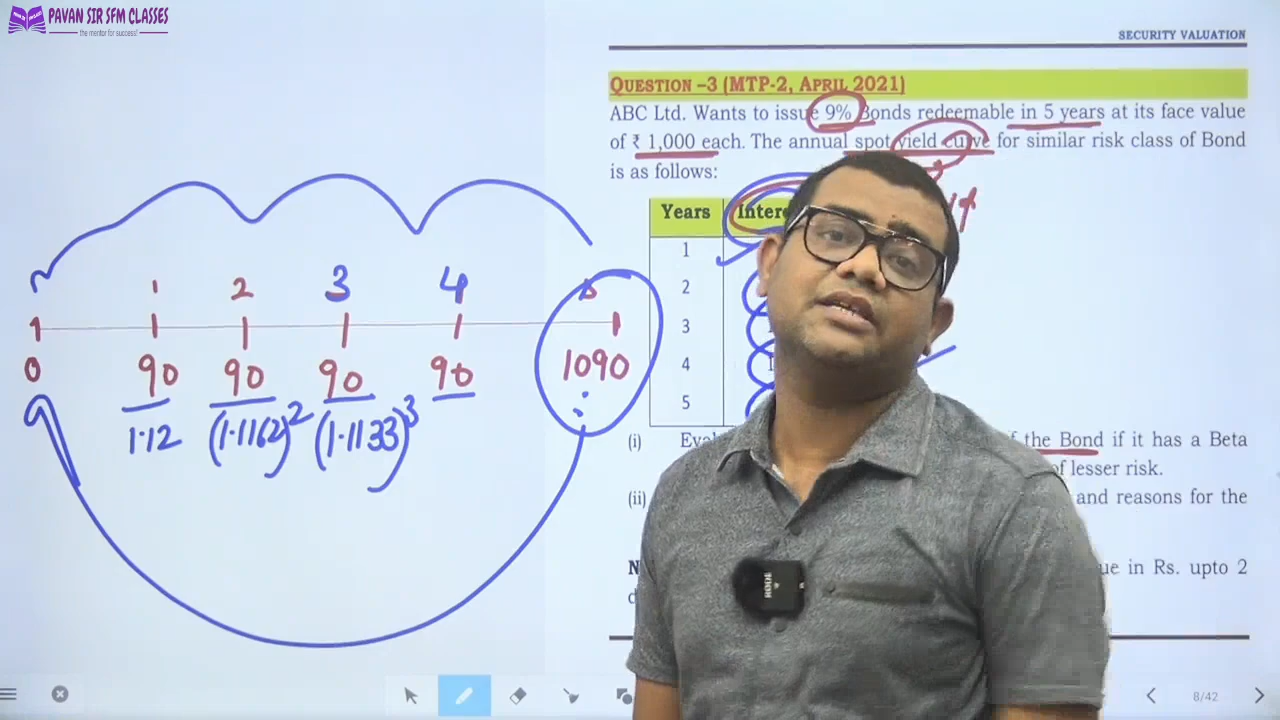 PAVAN SIR SFM CLASSES
the mentor for success!
SECURITY VALUATION
QUESTION –3 (MTP-2, APRIL 2021)
ABC Ltd. Wants to issue 9% Bonds redeemable in 5 years at its face value
of ₹ 1,000 each. The annual spot yield curve for similar risk class of Bond
is as follows:
Years
1
2
3
4
5
(i) the Bond if it has a Beta
of lesser risk.
(ii) and reasons for the
in Rs. upto 2
1 2 3 4
0 90 90 90 90 1090
1.12 (1.1162)2 (1.1133)3
RODE
8/42